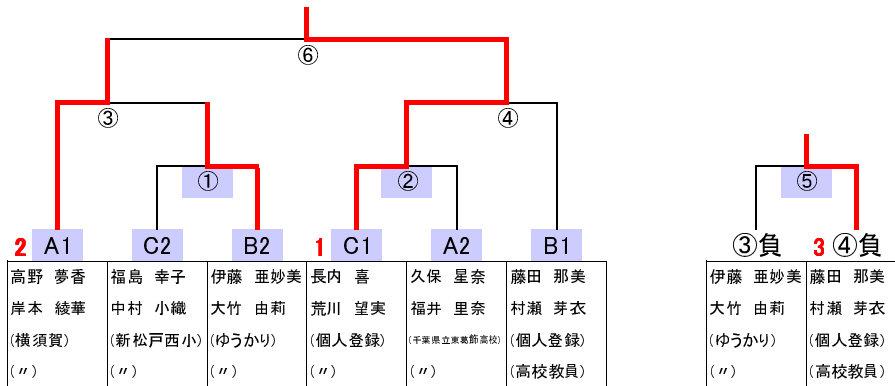 ⑥
③ ④
① ② ⑤
2 A1 C2 B2 1 C1 A2 B1 ③負 3 ④負
高野 夢香 福島 幸子 伊藤 亜妙美 長内 喜 久保 星奈 藤田 那美 伊藤 亜妙美 藤田 那美
岸本 綾華 中村 小織 大竹 由莉 荒川 望実 福井 里奈 村瀬 芽衣 大竹 由莉 村瀬 芽衣
(横須賀) (新松戸西小) (ゆうかり) (個人登録) (千葉県立東葛飾高校) (個人登録) (ゆうかり) (個人登録)
(〃) (〃) (〃) (〃) (〃) (高校教員) (〃) (高校教員)